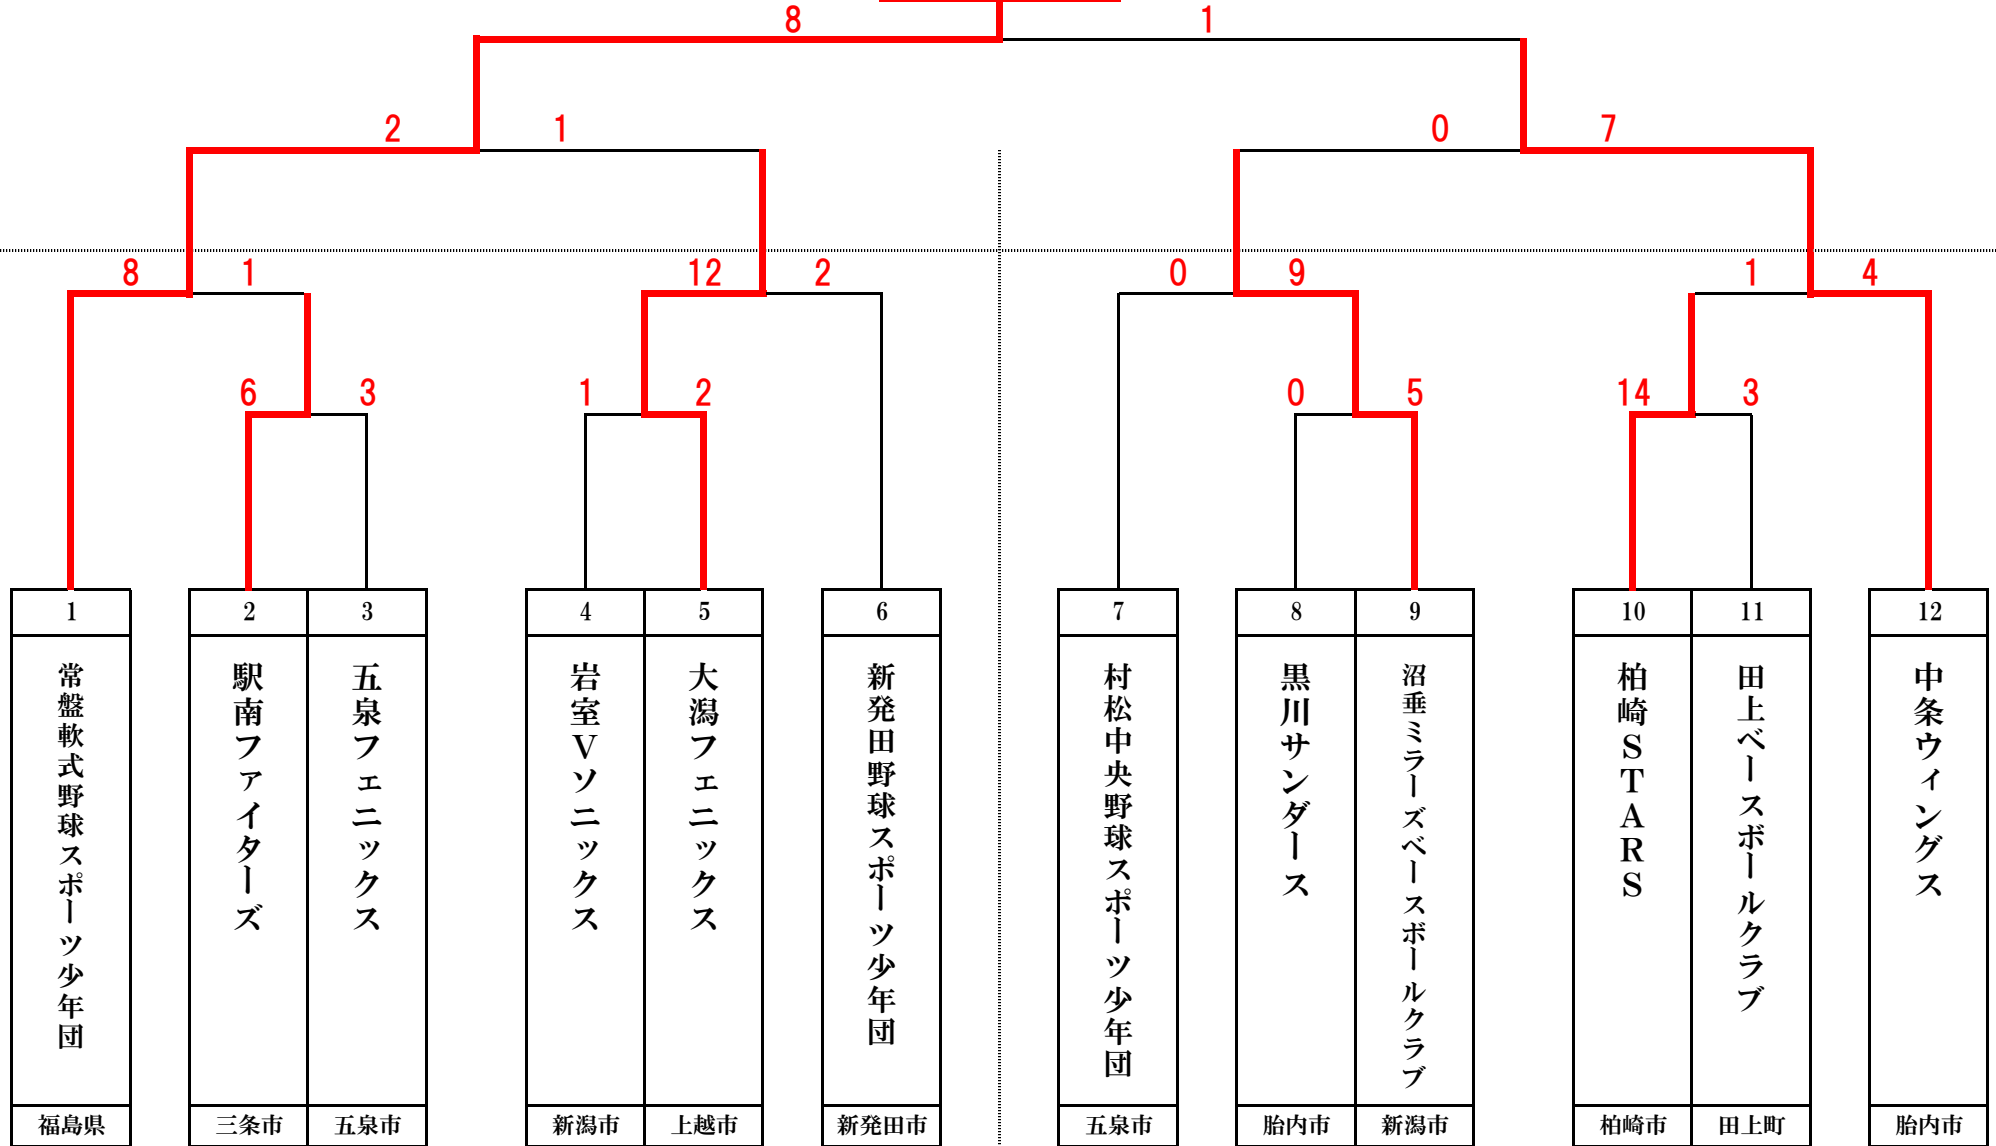 8 1
2 1 0 7
8 1 12 2 0 9 1 4
6 3 1 2 0 5 14 3
1 2 3 4 5 6 7 8 9 10 11 12
常盤軟式野球スポーツ少年団
駅南ファイターズ
五泉フェニックス
岩室Vソニックス
大潟フェニックス
新発田野球スポーツ少年団
村松中央野球スポーツ少年団
黒川サンダース
沼垂ミラーズベースボールクラブ
柏崎STARS
田上ベースボールクラブ
中条ウィングス
福島県 三条市 五泉市 新潟市 上越市 新発田市 五泉市 胎内市 新潟市 柏崎市 田上町 胎内市